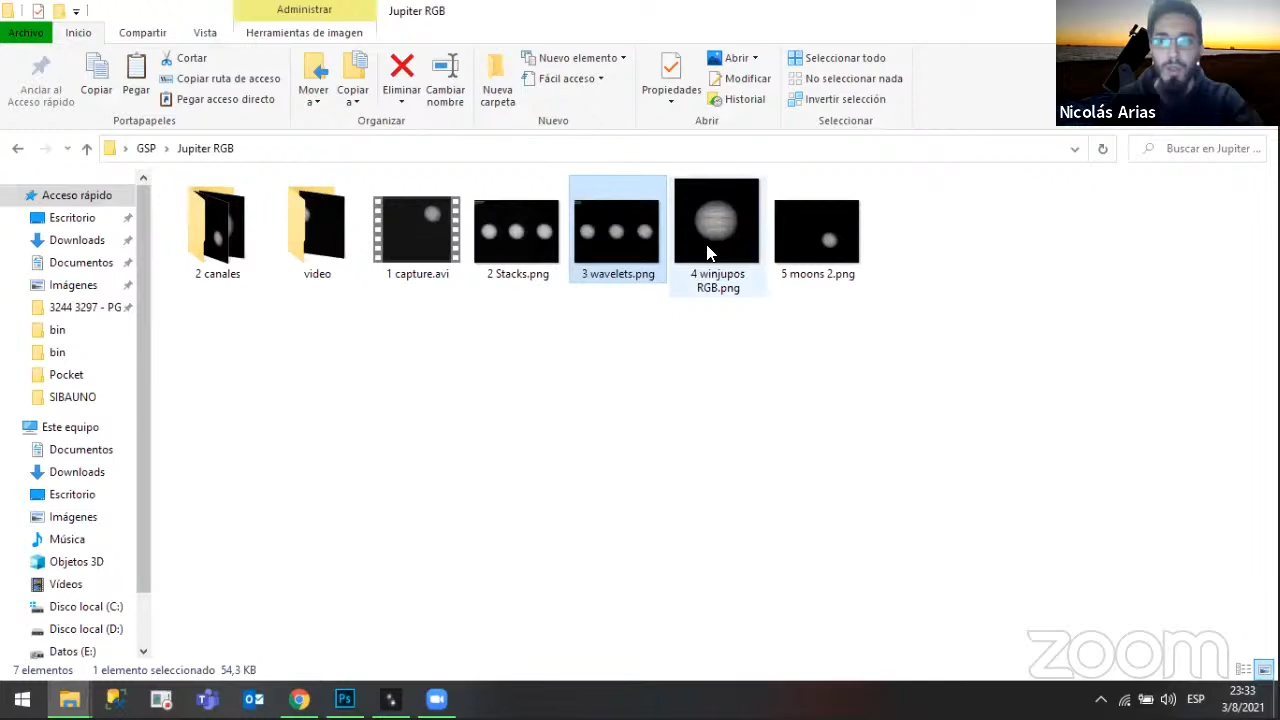 Administrar
Jupiter RGB
Archivo
Inicio
Compartir
Vista
Herramientas de imagen
Anclar al
Acceso rápido
Copiar
Pegar
Cortar
Copiar ruta de acceso
Pegar acceso directo
Portapapeles
Mover
a
Copiar
a
Eliminar
Cambiar
nombre
Organizar
Nueva
carpeta
Nuevo elemento
Fácil acceso
Nuevo
Propiedades
Abrir
Modificar
Historial
Abrir
Seleccionar todo
No seleccionar nada
Invertir selección
Seleccionar
Nicolás Arias
GSP
Jupiter RGB
Buscar en Jupiter ...
Acceso rápido
Escritorio
Downloads
Documentos
Imágenes
3244 3297 - PG
bin
bin
Pocket
SIBAUNO
Este equipo
Documentos
Downloads
Escritorio
Imágenes
Música
Objetos 3D
Vídeos
Disco local (C:)
Disco local (D:)
Datos (E:)
2 canales
video
1 capture.avi
2 Stacks.png
3 wavelets.png
4 winjupos
RGB.png
5 moons 2.png
7 elementos
1 elemento seleccionado 54,3 KB
zoom
Ps
ESP
23:33
3/8/2021